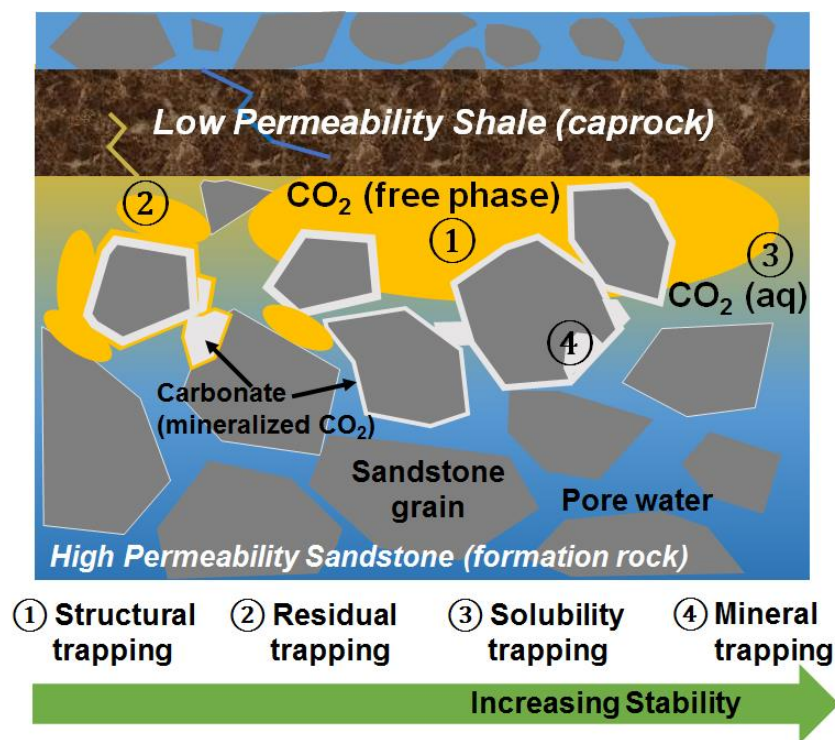 Low Permeability Shale (caprock)
②
CO₂ (free phase)
①
③
CO₂ (aq)
④
Carbonate
(mineralized CO₂)
Sandstone
grain
Pore water
High Permeability Sandstone (formation rock)
① Structural trapping
② Residual trapping
③ Solubility trapping
④ Mineral trapping
Increasing Stability